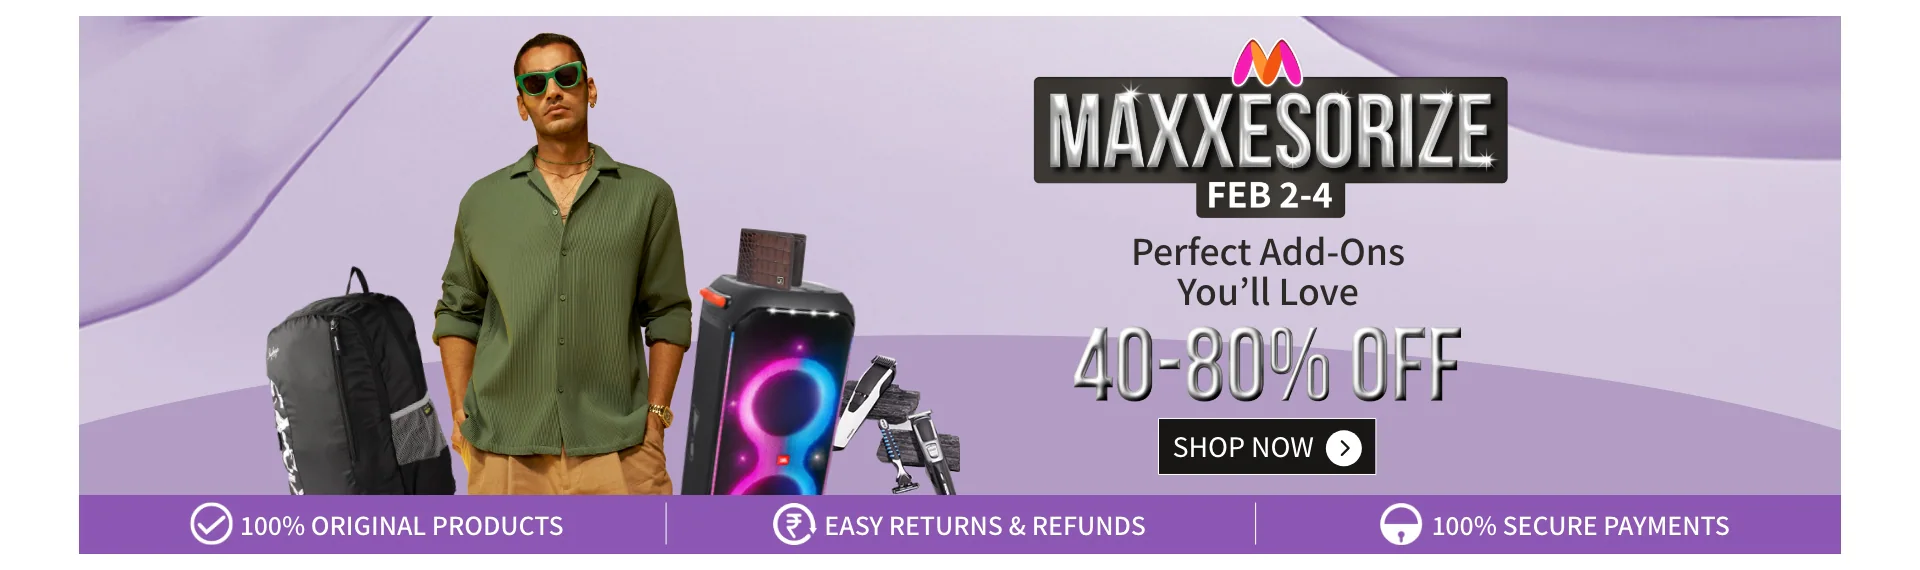 MAXXESORIZE
FEB 2-4
Perfect Add-Ons
You’ll Love
40-80% OFF
SHOP NOW
100% ORIGINAL PRODUCTS
EASY RETURNS & REFUNDS
100% SECURE PAYMENTS